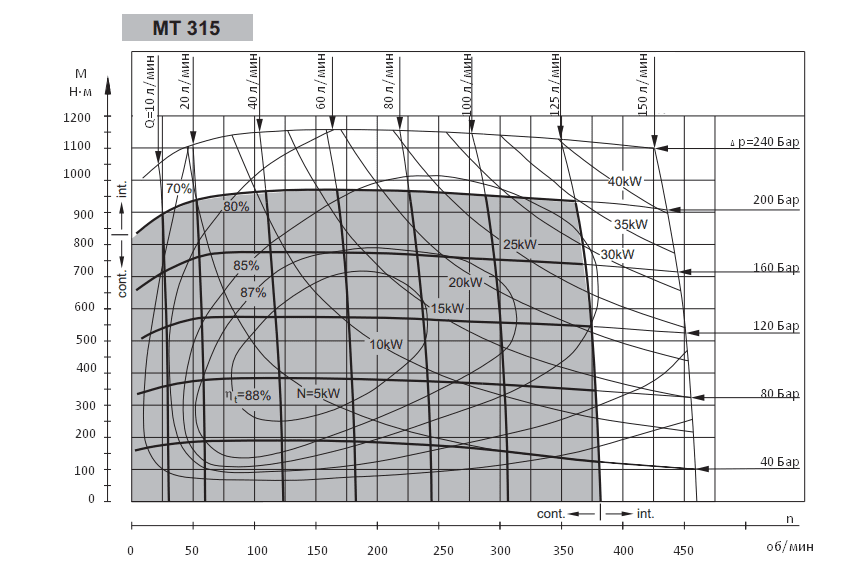 MT 315
M
Н·м
Q=10 л/мин
20 л/мин
40 л/мин
60 л/мин
80 л/мин
100 л/мин
125 л/мин
150 л/мин
1200
1100
1000
900
800
700
600
500
400
300
200
100
0
int.
cont.
Δ p=240 Бар
200 Бар
160 Бар
120 Бар
80 Бар
40 Бар
70%
80%
85%
87%
ηt=88%
N=5kW
10kW
15kW
20kW
25kW
30kW
35kW
40kW
cont. int.
n
0 50 100 150 200 250 300 350 400 450 об/мин